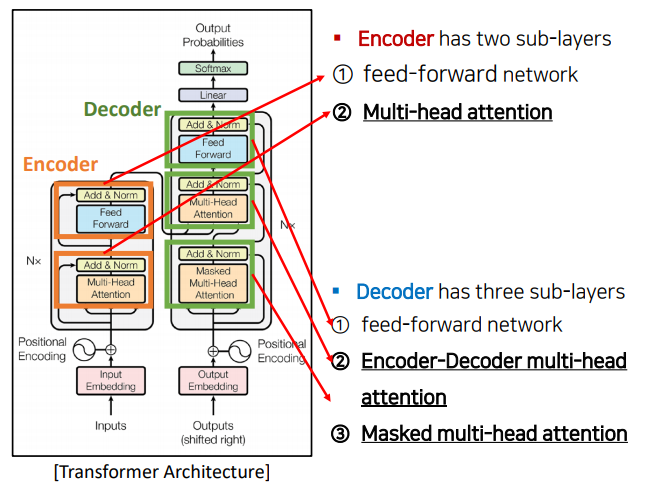 Output
Probabilities
Softmax
Linear
Decoder
Add & Norm
Feed
Forward
Add & Norm
Multi-Head
Attention
Nx
Add & Norm
Masked
Multi-Head
Attention
Encoder
Add & Norm
Feed
Forward
Nx
Add & Norm
Multi-Head
Attention
Positional
Encoding
Input
Embedding
Inputs
Positional
Encoding
Output
Embedding
Outputs
(shifted right)
[Transformer Architecture]
▪ Encoder has two sub-layers
① feed-forward network
② Multi-head attention
▪ Decoder has three sub-layers
① feed-forward network
② Encoder-Decoder multi-head
attention
③ Masked multi-head attention